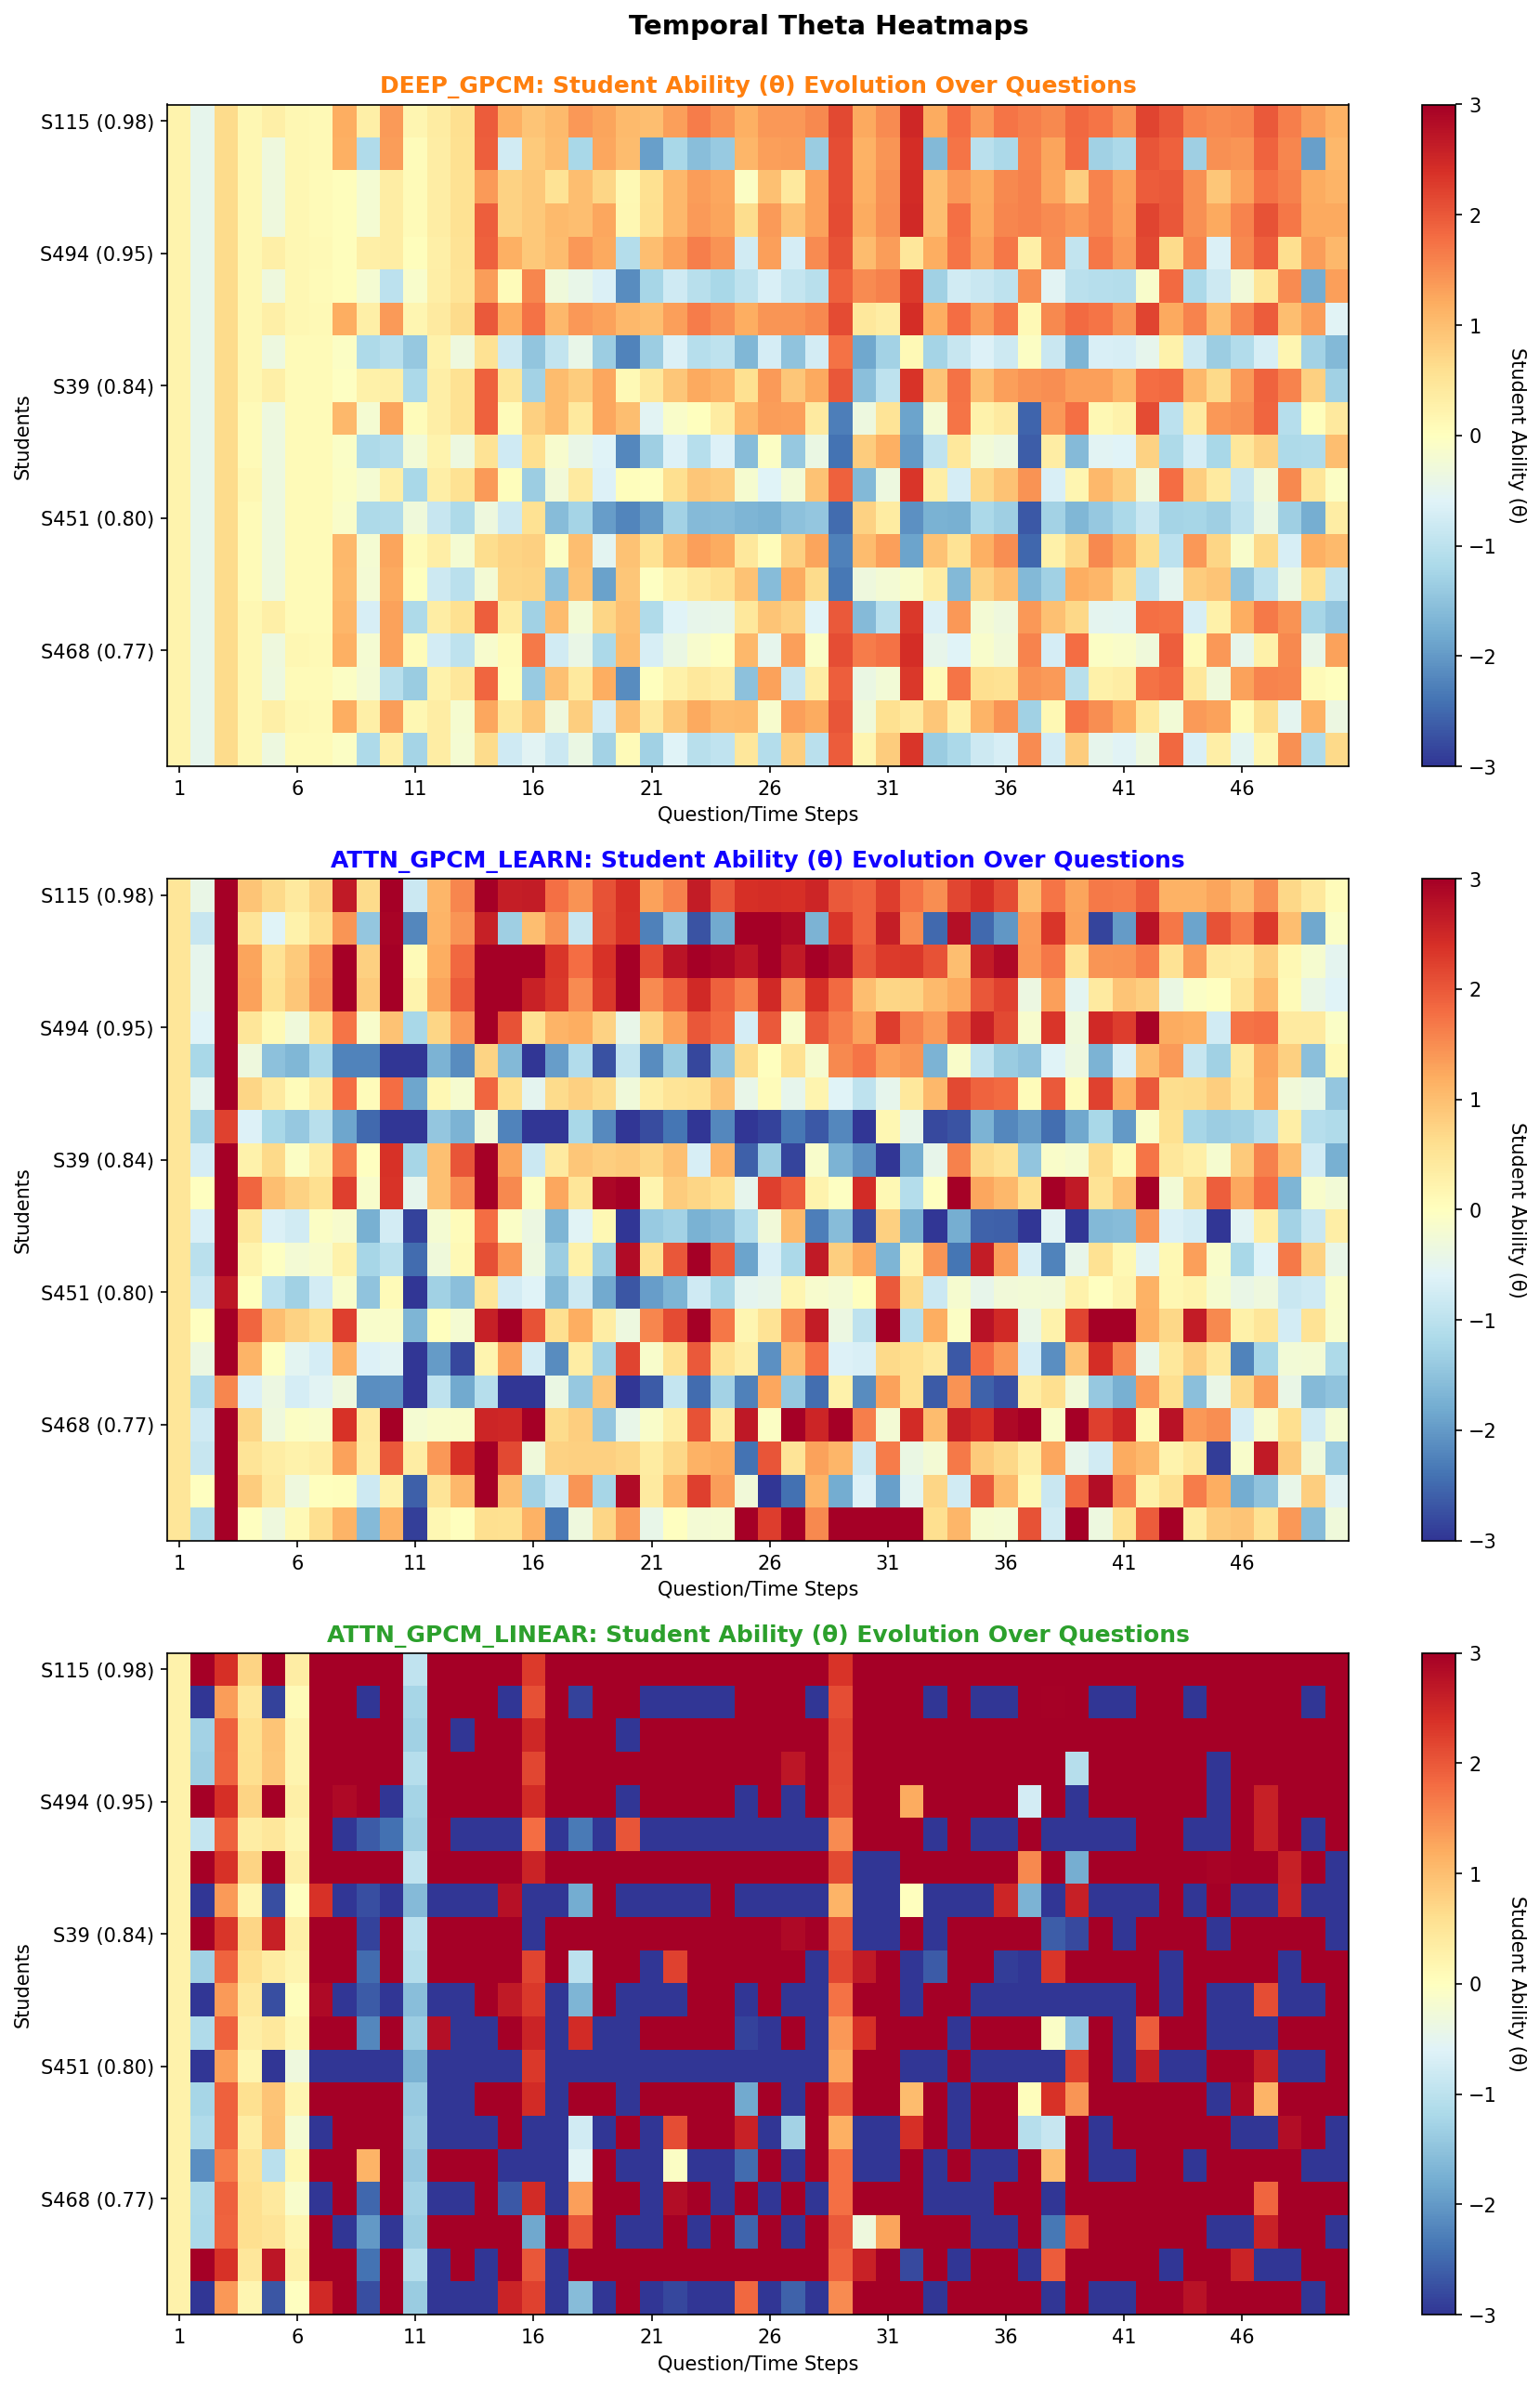 Temporal Theta Heatmaps
DEEP_GPCM: Student Ability (θ) Evolution Over Questions
S115 (0.98)
S494 (0.95)
S39 (0.84)
S451 (0.80)
S468 (0.77)
Students
1 6 11 16 21 26 31 36 41 46
Question/Time Steps
3
2
1
0
−1
−2
−3
Student Ability (θ)
ATTN_GPCM_LEARN: Student Ability (θ) Evolution Over Questions
S115 (0.98)
S494 (0.95)
S39 (0.84)
S451 (0.80)
S468 (0.77)
Students
1 6 11 16 21 26 31 36 41 46
Question/Time Steps
3
2
1
0
−1
−2
−3
Student Ability (θ)
ATTN_GPCM_LINEAR: Student Ability (θ) Evolution Over Questions
S115 (0.98)
S494 (0.95)
S39 (0.84)
S451 (0.80)
S468 (0.77)
Students
1 6 11 16 21 26 31 36 41 46
Question/Time Steps
3
2
1
0
−1
−2
−3
Student Ability (θ)